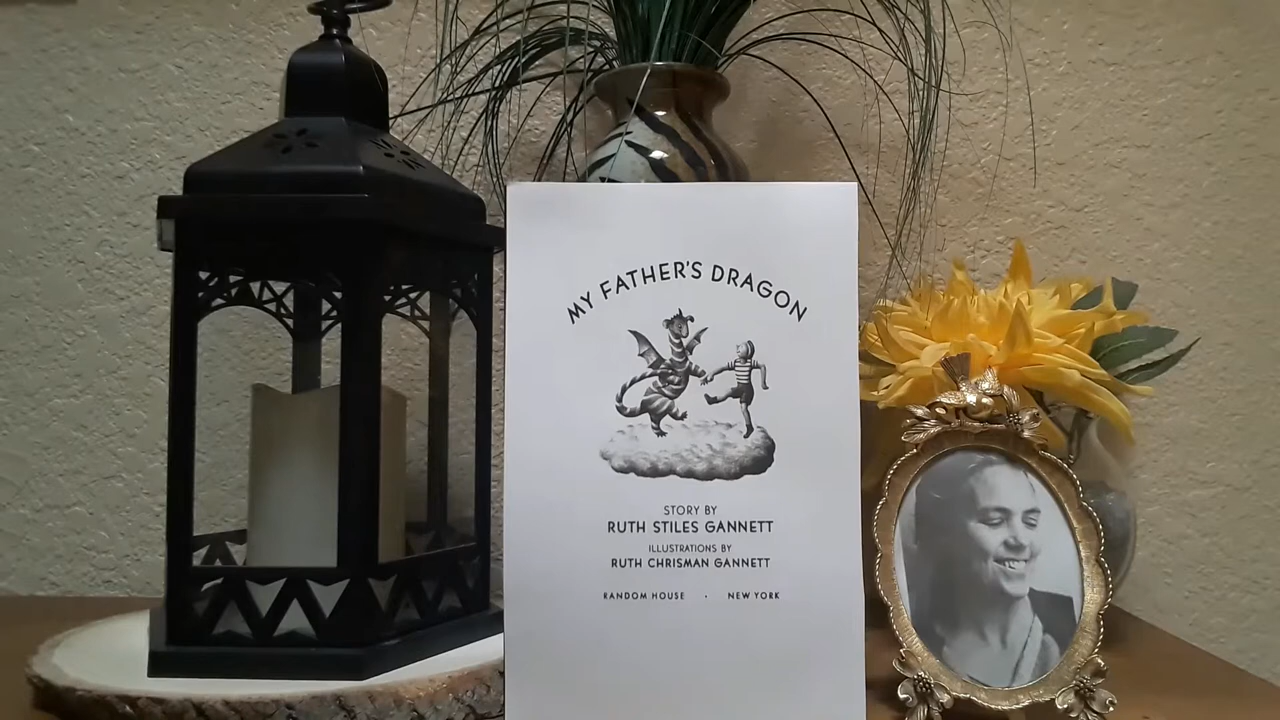 MY FATHER'S DRAGON
STORY BY
RUTH STILES GANNETT
ILLUSTRATIONS BY
RUTH CHRISMAN GANNETT
RANDOM HOUSE · NEW YORK